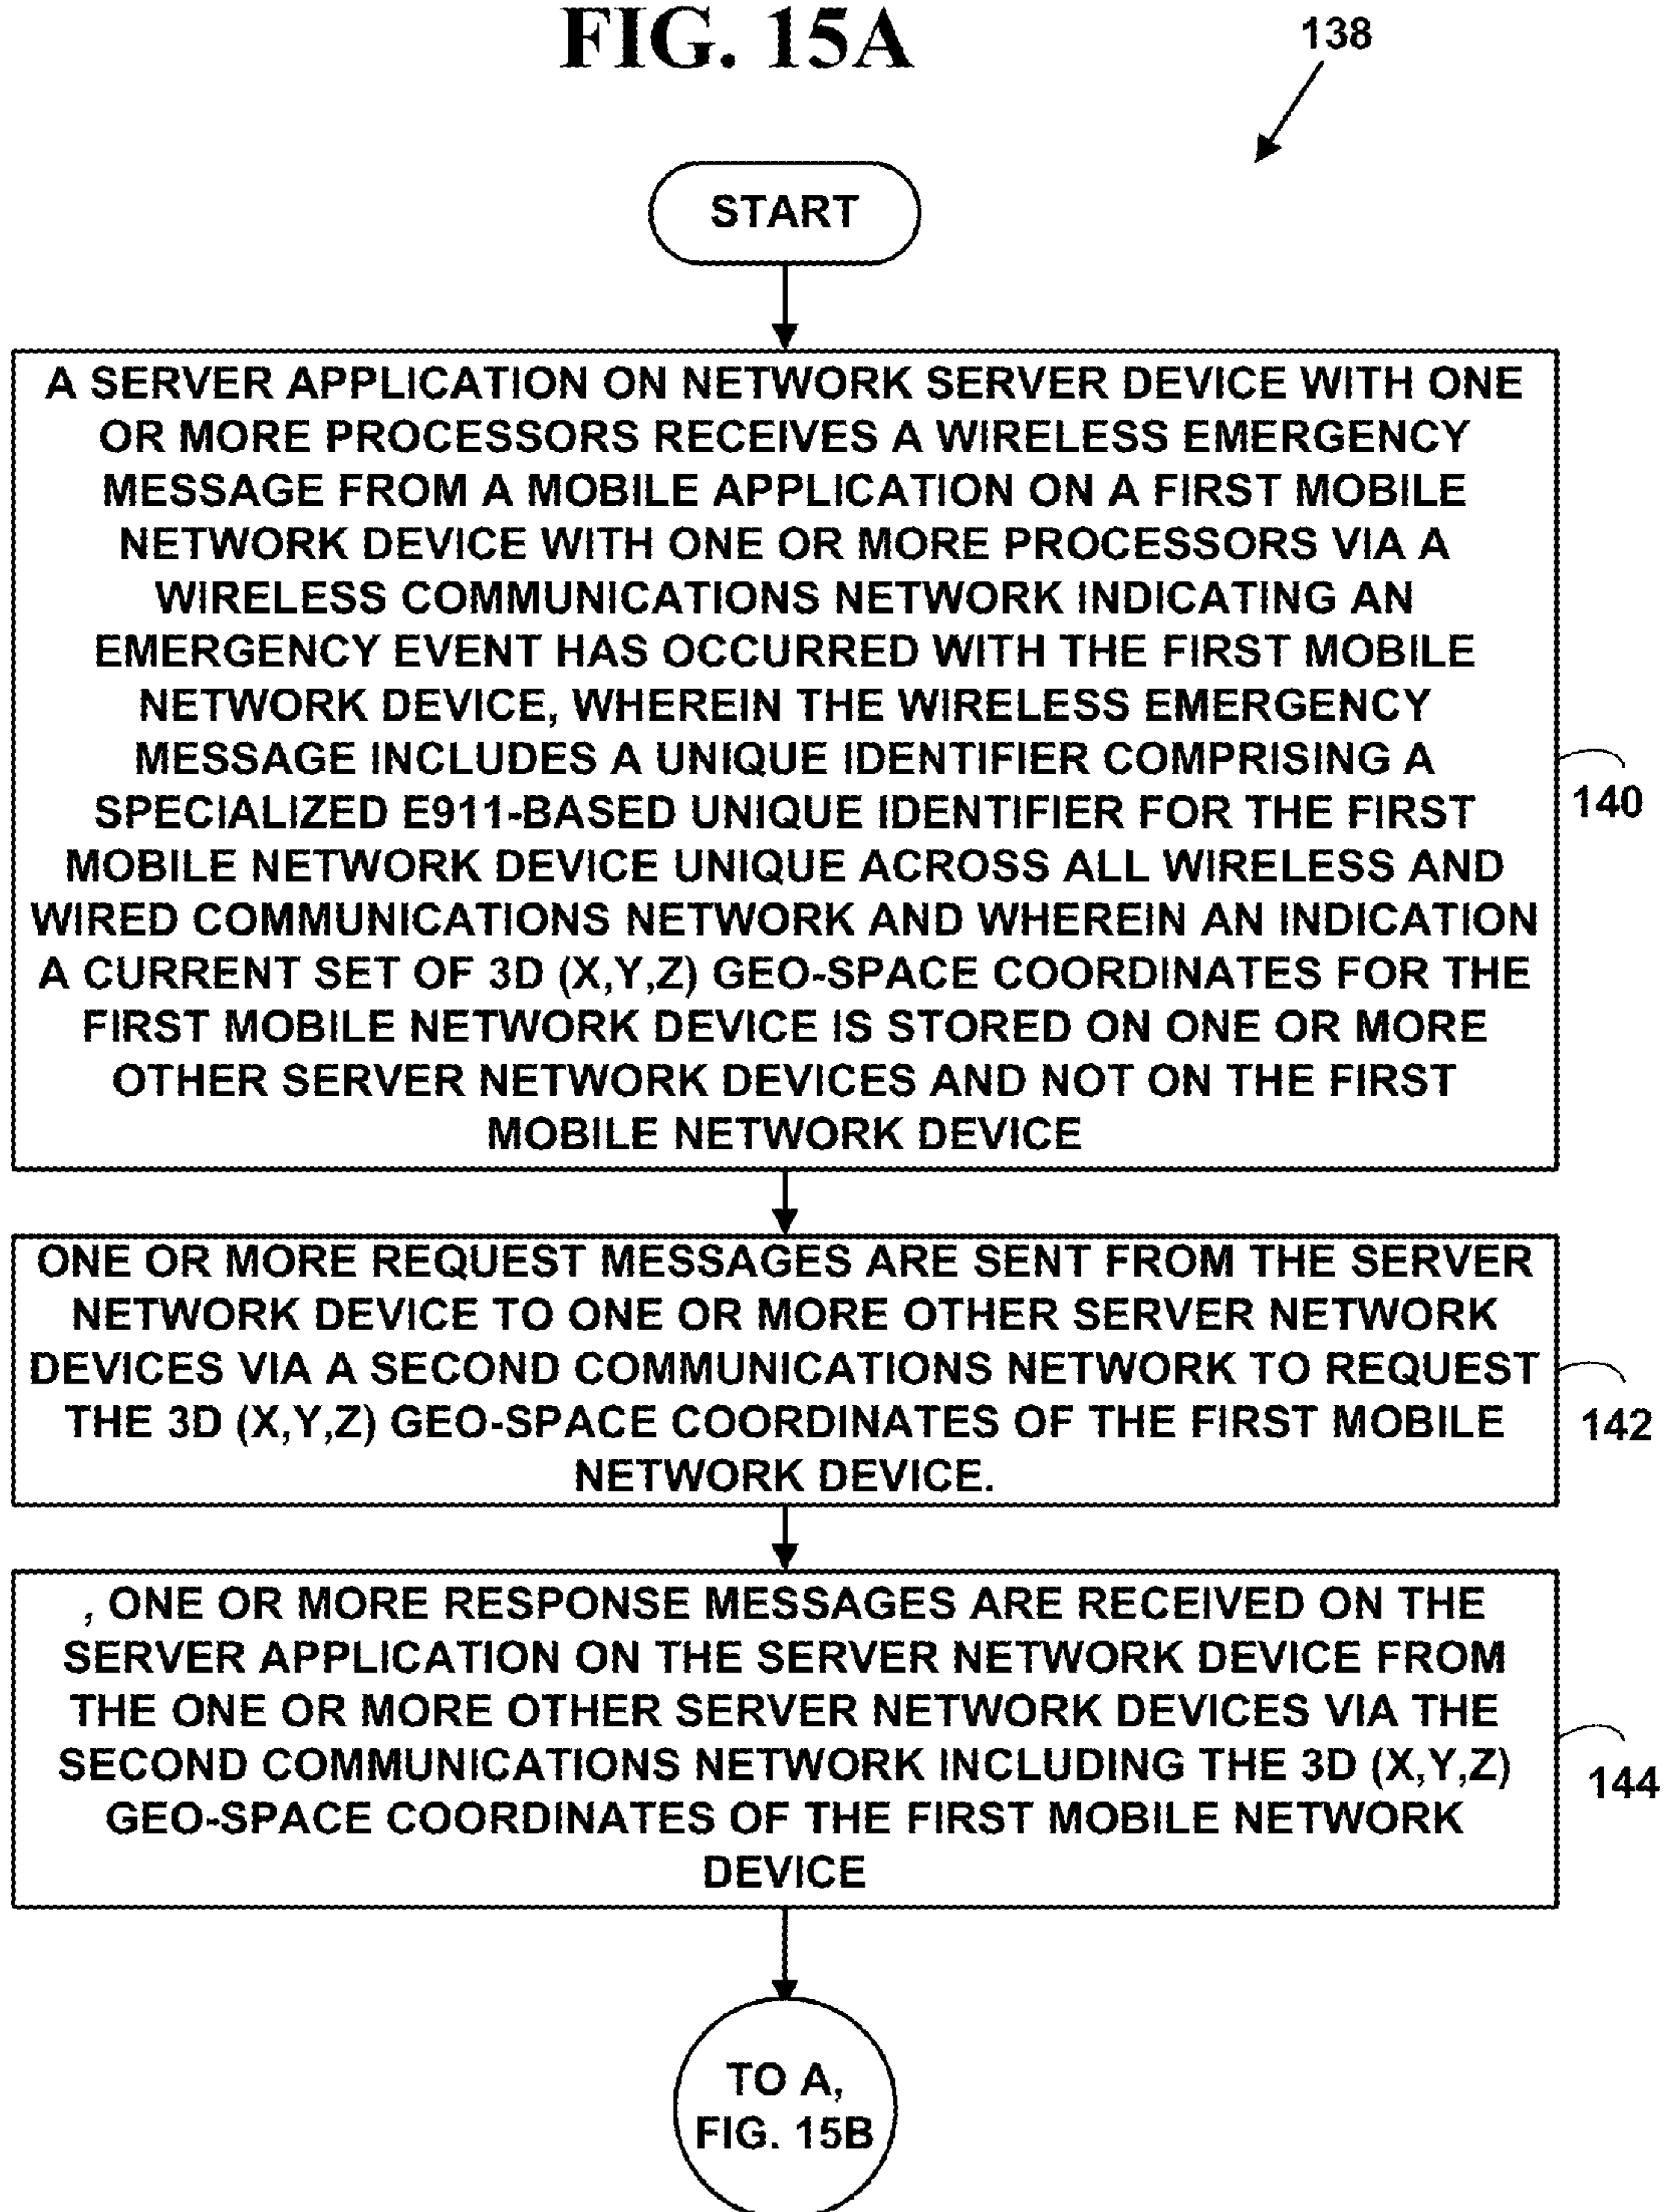 FIG. 15A
138
START
A SERVER APPLICATION ON NETWORK SERVER DEVICE WITH ONE
OR MORE PROCESSORS RECEIVES A WIRELESS EMERGENCY
MESSAGE FROM A MOBILE APPLICATION ON A FIRST MOBILE
NETWORK DEVICE WITH ONE OR MORE PROCESSORS VIA A
WIRELESS COMMUNICATIONS NETWORK INDICATING AN
EMERGENCY EVENT HAS OCCURRED WITH THE FIRST MOBILE
NETWORK DEVICE, WHEREIN THE WIRELESS EMERGENCY
MESSAGE INCLUDES A UNIQUE IDENTIFIER COMPRISING A
SPECIALIZED E911-BASED UNIQUE IDENTIFIER FOR THE FIRST
MOBILE NETWORK DEVICE UNIQUE ACROSS ALL WIRELESS AND
WIRED COMMUNICATIONS NETWORK AND WHEREIN AN INDICATION
A CURRENT SET OF 3D (X,Y,Z) GEO-SPACE COORDINATES FOR THE
FIRST MOBILE NETWORK DEVICE IS STORED ON ONE OR MORE
OTHER SERVER NETWORK DEVICES AND NOT ON THE FIRST
MOBILE NETWORK DEVICE
140
ONE OR MORE REQUEST MESSAGES ARE SENT FROM THE SERVER
NETWORK DEVICE TO ONE OR MORE OTHER SERVER NETWORK
DEVICES VIA A SECOND COMMUNICATIONS NETWORK TO REQUEST
THE 3D (X,Y,Z) GEO-SPACE COORDINATES OF THE FIRST MOBILE
NETWORK DEVICE.
142
, ONE OR MORE RESPONSE MESSAGES ARE RECEIVED ON THE
SERVER APPLICATION ON THE SERVER NETWORK DEVICE FROM
THE ONE OR MORE OTHER SERVER NETWORK DEVICES VIA THE
SECOND COMMUNICATIONS NETWORK INCLUDING THE 3D (X,Y,Z)
GEO-SPACE COORDINATES OF THE FIRST MOBILE NETWORK
DEVICE
144
TO A,
FIG. 15B